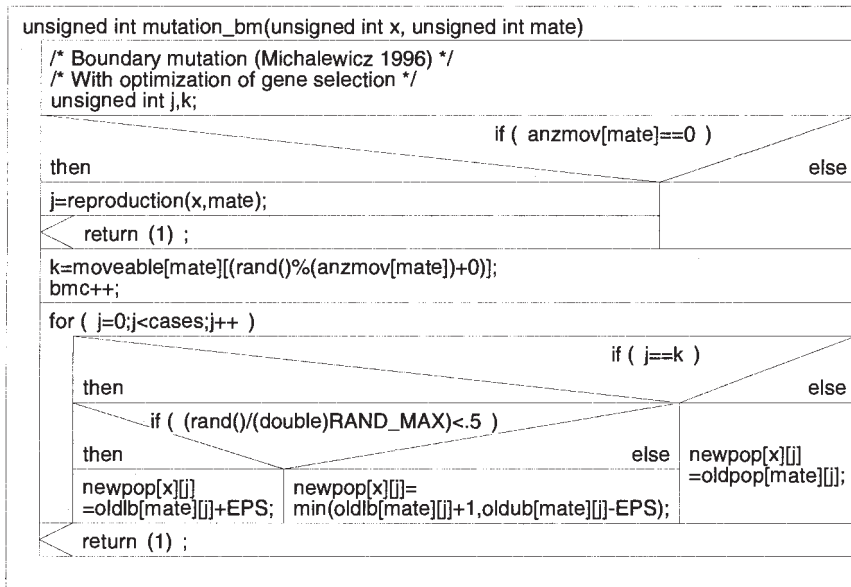 unsigned int mutation_bm(unsigned int x, unsigned int mate)
/* Boundary mutation (Michalewicz 1996) */
/* With optimization of gene selection */
unsigned int j,k;
if ( anzmov[mate]==0 )
then
else
j=reproduction(x,mate);
return (1) ;
k=moveable[mate][(rand()%(anzmov[mate])+0)];
bmc++;
for ( j=0;j<cases;j++ )
if ( j==k )
then
else
if ( (rand()/(double)RAND_MAX)<.5 )
then
else
newpop[x][j]
=oldlb[mate][j]+EPS;
newpop[x][j]=
min(oldlb[mate][j]+1,oldub[mate][j]-EPS);
newpop[x][j]
=oldpop[mate][j];
return (1) ;